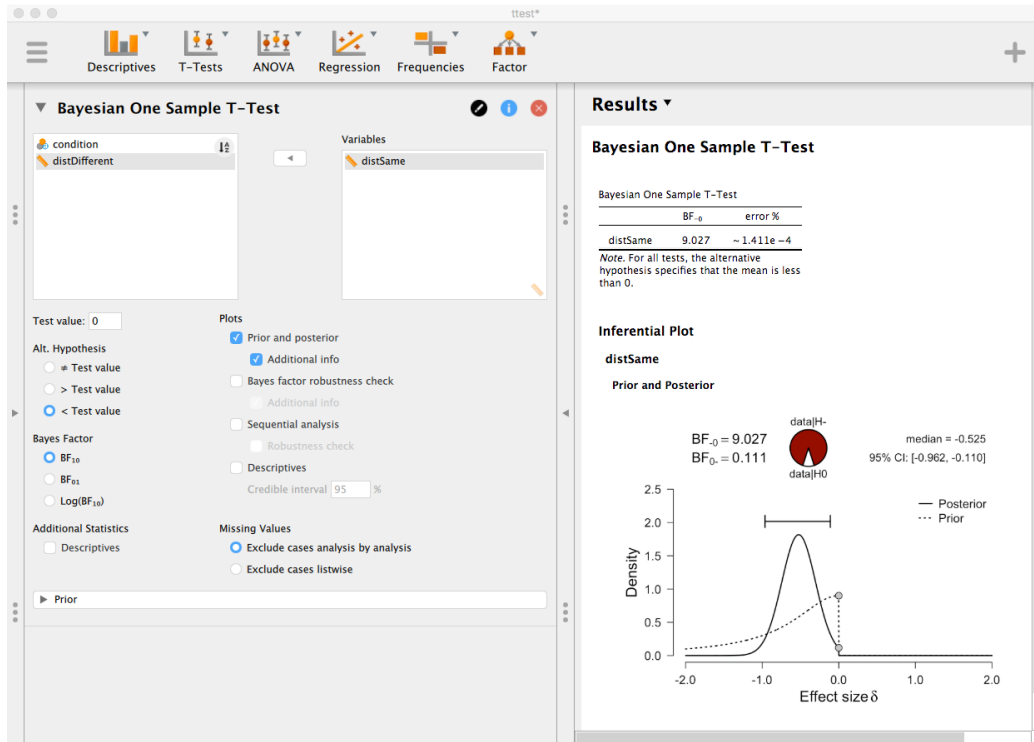 ttest*
Descriptives
T-Tests
ANOVA
Regression
Frequencies
Factor
Bayesian One Sample T-Test
condition
distDifferent
Variables
distSame
Test value: 0
Alt. Hypothesis
≠ Test value
> Test value
< Test value
Bayes Factor
BF₁₀
BF₀₁
Log(BF₁₀)
Additional Statistics
Descriptives
Plots
Prior and posterior
Additional info
Bayes factor robustness check
Additional info
Sequential analysis
Robustness check
Descriptives
Credible interval 95 %
Missing Values
Exclude cases analysis by analysis
Exclude cases listwise
Prior
Results
Bayesian One Sample T-Test
Bayesian One Sample T-Test
BF₋₀ error %
distSame 9.027 ~ 1.411e −4
Note. For all tests, the alternative
hypothesis specifies that the mean is less
than 0.
Inferential Plot
distSame
Prior and Posterior
data|H-
BF-0 = 9.027
BF0- = 0.111
data|H0
median = -0.525
95% CI: [-0.962, -0.110]
Posterior
Prior
Density
2.5
2.0
1.5
1.0
0.5
0.0
-2.0 -1.0 0.0 1.0 2.0
Effect size δ